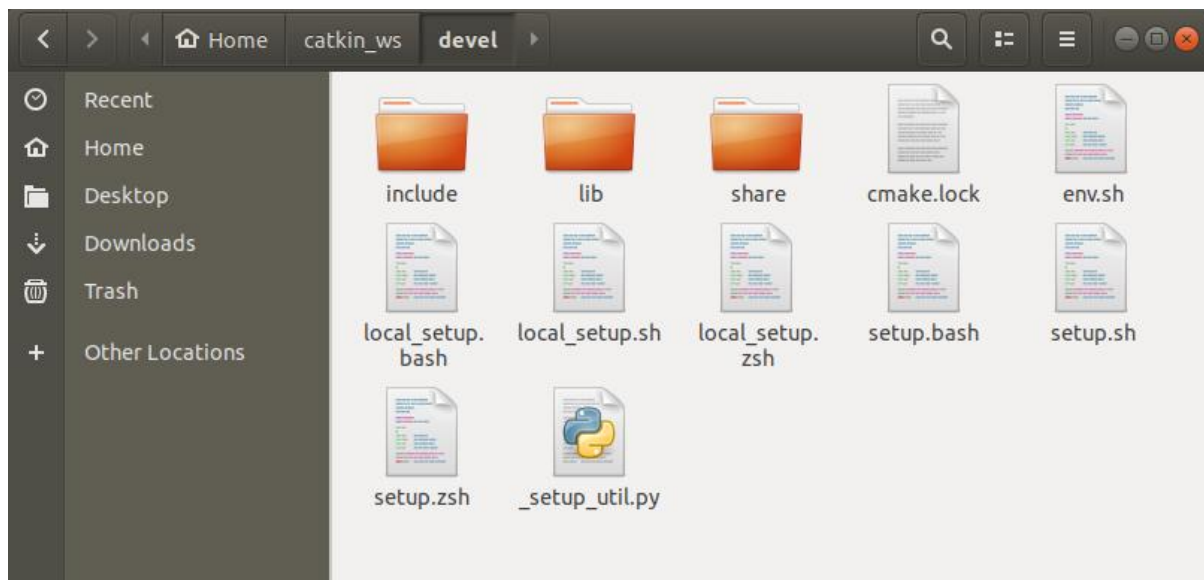 Home catkin_ws devel
Recent
Home
Desktop
Downloads
Trash
Other Locations
include lib share cmake.lock env.sh
local_setup. local_setup.sh local_setup. setup.bash setup.sh
bash zsh
setup.zsh _setup_util.py